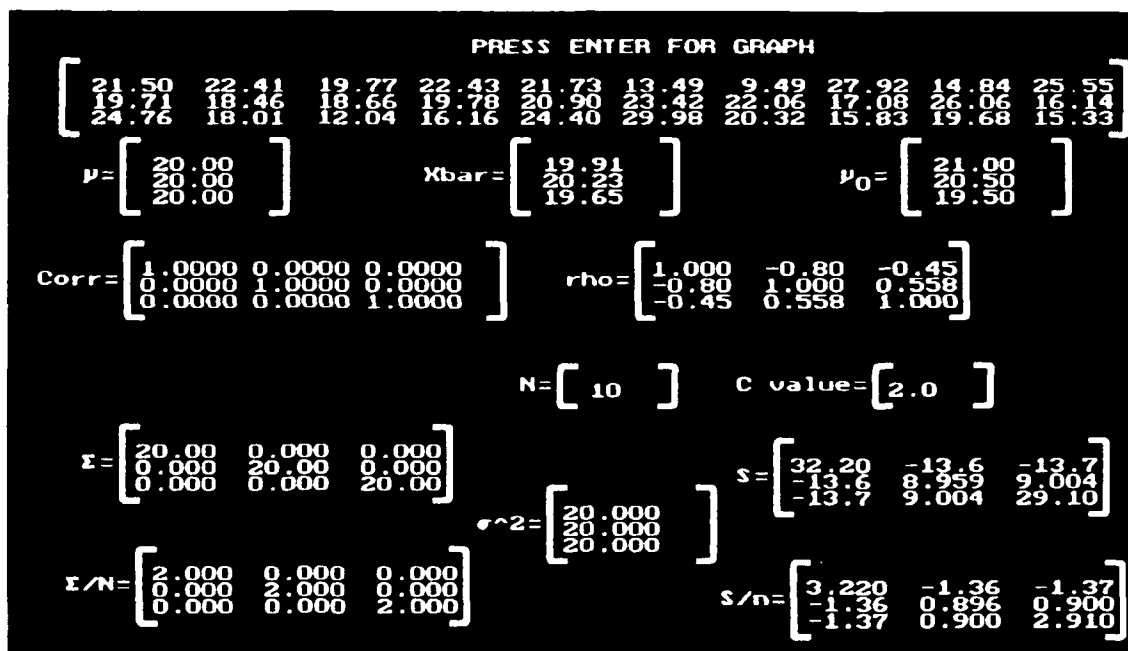 PRESS ENTER FOR GRAPH
21.50 22.41 19.77 22.43 21.73 13.49 9.49 27.92 14.84 25.55
19.71 18.46 18.66 19.78 20.90 23.42 22.06 17.08 26.06 16.14
24.76 18.01 12.04 16.16 24.40 29.98 20.32 15.83 19.68 15.33
μ= 20.00 Xbar= 19.91 μ0= 21.00
20.00 20.23 20.50
20.00 19.65 19.50
Corr= 1.0000 0.0000 0.0000 rho= 1.000 -0.80 -0.45
0.0000 1.0000 0.0000 -0.80 1.000 0.558
0.0000 0.0000 1.0000 -0.45 0.558 1.000
N=[ 10 ] C value=[2.0 ]
Σ= 20.00 0.000 0.000
0.000 20.00 0.000
0.000 0.000 20.00
S= 32.20 -13.6 -13.7
-13.6 8.959 9.004
-13.7 9.004 29.10
σ^2= 20.000
20.000
20.000
Σ/N= 2.000 0.000 0.000
0.000 2.000 0.000
0.000 0.000 2.000
S/n= 3.220 -1.36 -1.37
-1.36 0.896 0.900
-1.37 0.900 2.910